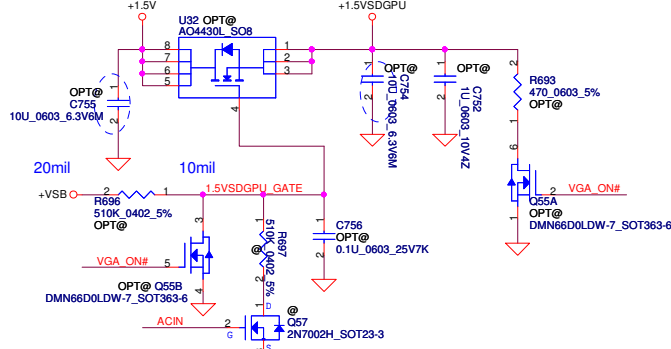 +1.5V
+1.5VSDGPU
U32 OPT@
AO4430L_SO8
8
7
6
5
1
2
3
4
1
OPT@
C755
10U_0603_6.3V6M
2
1
OPT@
C754
10U_0603_6.3V6M
2
1
OPT@
C752
1U_0603_10V4Z
2
2
R693
470_0603_5%
OPT@
1
6
2
VGA_ON#
Q55A
OPT@
1
DMN66D0LDW-7_SOT363-6
20mil
10mil
+VSB
2
1
R696
510K_0402_5%
OPT@
1.5VSDGPU_GATE
3
VGA_ON#
5
4
OPT@ Q55B
DMN66D0LDW-7_SOT363-6
1
R697
510K_0402_5%
@
2
1
C756
OPT@
0.1U_0603_25V7K
2
ACIN
2
G
1
D
@
Q57
2N7002H_SOT23-3
S